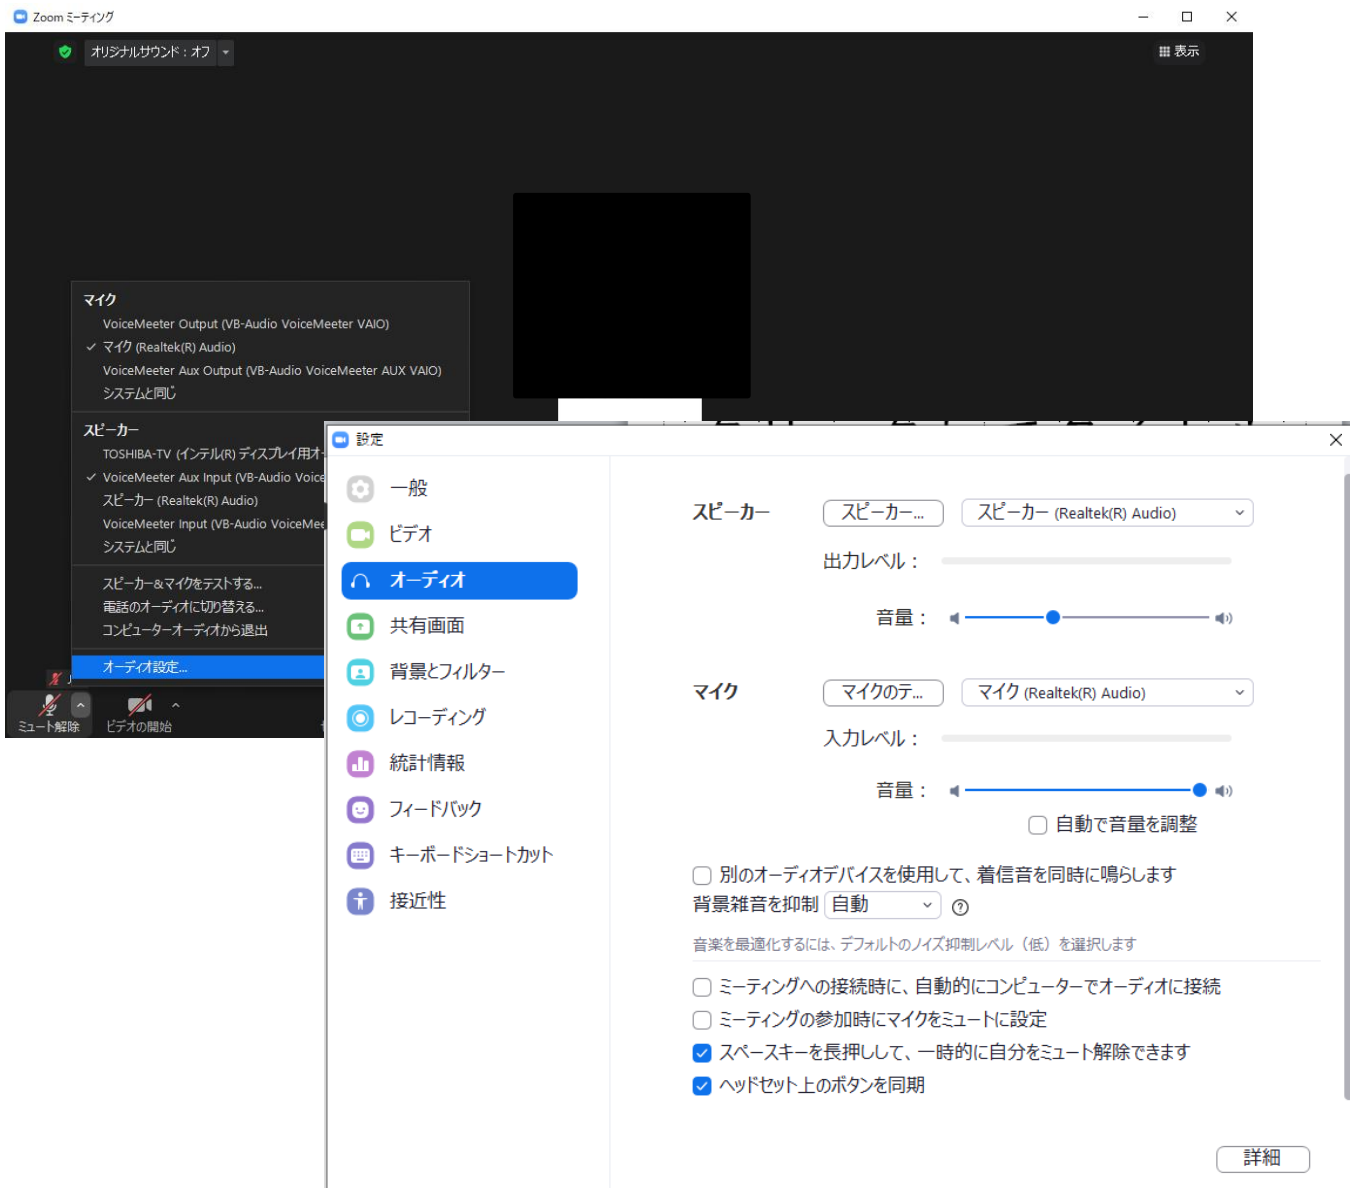 Zoom ミーティング
オリジナルサウンド：オフ
表示
マイク
VoiceMeeter Output (VB-Audio VoiceMeeter VAIO)
マイク (Realtek(R) Audio)
VoiceMeeter Aux Output (VB-Audio VoiceMeeter AUX VAIO)
システムと同じ
スピーカー
TOSHIBA-TV (インテル(R) ディスプレイ用オー
VoiceMeeter Aux Input (VB-Audio Voice
スピーカー (Realtek(R) Audio)
VoiceMeeter Input (VB-Audio VoiceMee
システムと同じ
スピーカー&マイクをテストする...
電話のオーディオに切り替える...
コンピューターオーディオから退出
オーディオ設定...
ミュート解除
ビデオの開始
設定
一般
ビデオ
オーディオ
共有画面
背景とフィルター
レコーディング
統計情報
フィードバック
キーボードショートカット
接近性
スピーカー
スピーカー...
スピーカー (Realtek(R) Audio)
出力レベル：
音量：
マイク
マイクのテ...
マイク (Realtek(R) Audio)
入力レベル：
音量：
自動で音量を調整
別のオーディオデバイスを使用して、着信音を同時に鳴らします
背景雑音を抑制 自動
音楽を最適化するには、デフォルトのノイズ抑制レベル（低）を選択します
ミーティングへの接続時に、自動的にコンピューターでオーディオに接続
ミーティングの参加時にマイクをミュートに設定
スペースキーを長押しして、一時的に自分をミュート解除できます
ヘッドセット上のボタンを同期
詳細